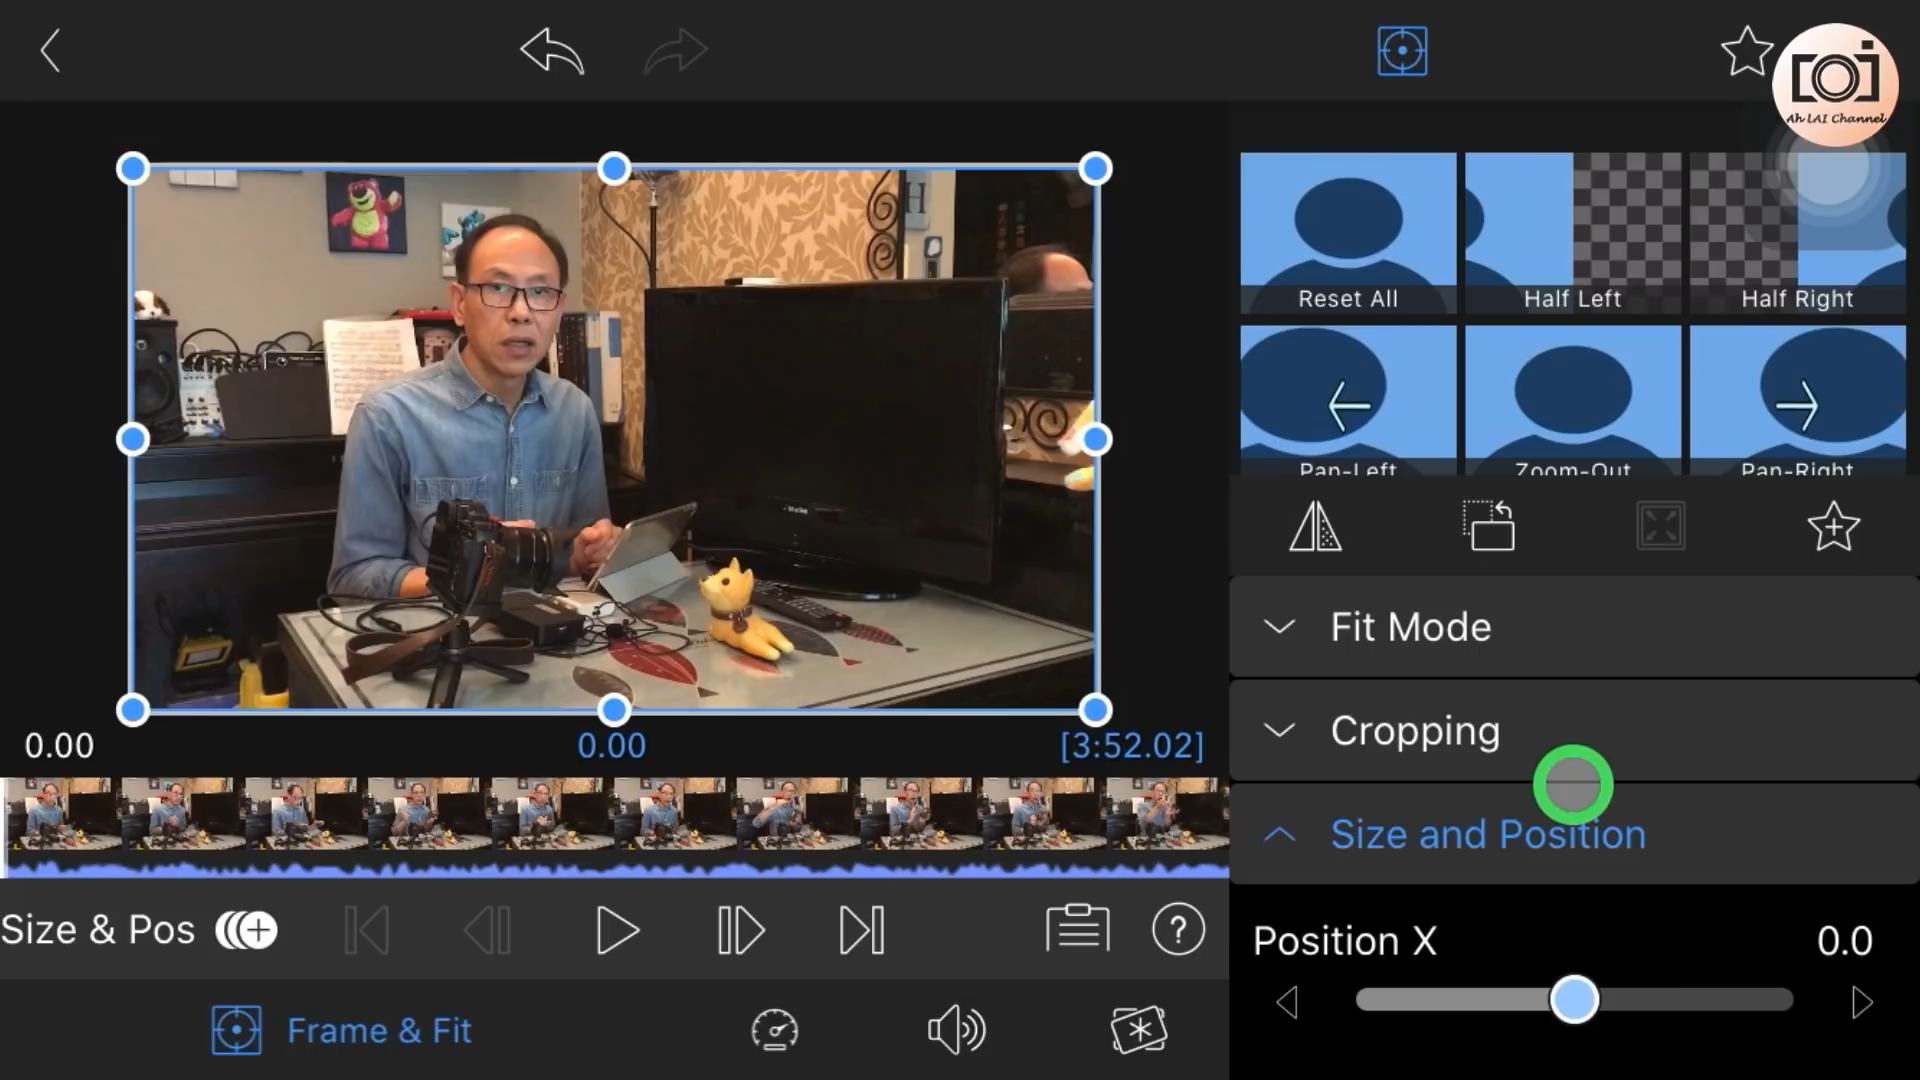 Ah LAI Channel
H
Reset All
Half Left
Half Right
Pan-Left
Zoom-Out
Pan-Right
0.00
0.00
[3:52.02]
Fit Mode
Cropping
Size and Position
Size & Pos
?
Position X
0.0
Frame & Fit